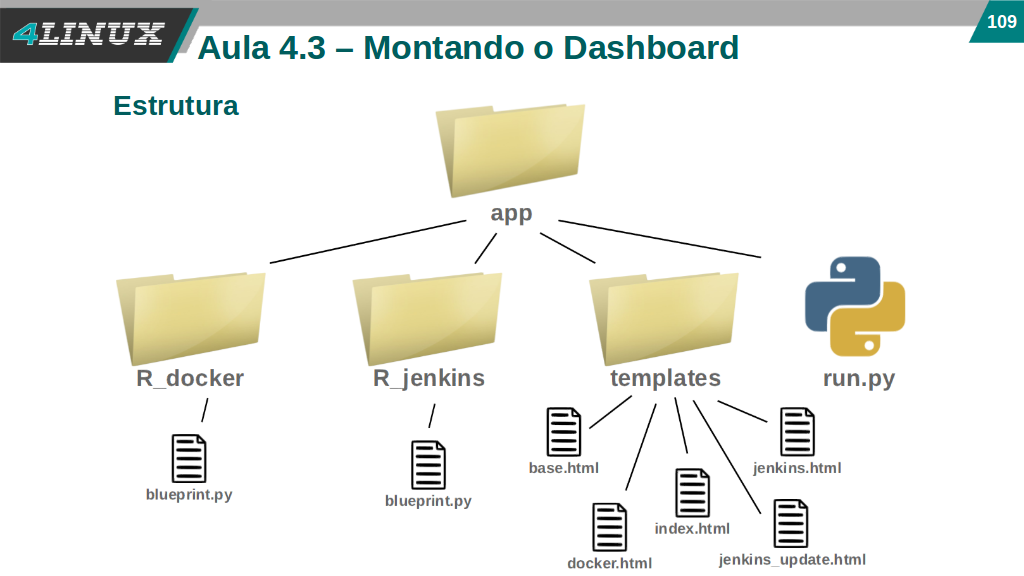 4LINUX
109
Aula 4.3 – Montando o Dashboard
Estrutura
app
R_docker
R_jenkins
templates
run.py
blueprint.py
blueprint.py
base.html
jenkins.html
index.html
docker.html
jenkins_update.html